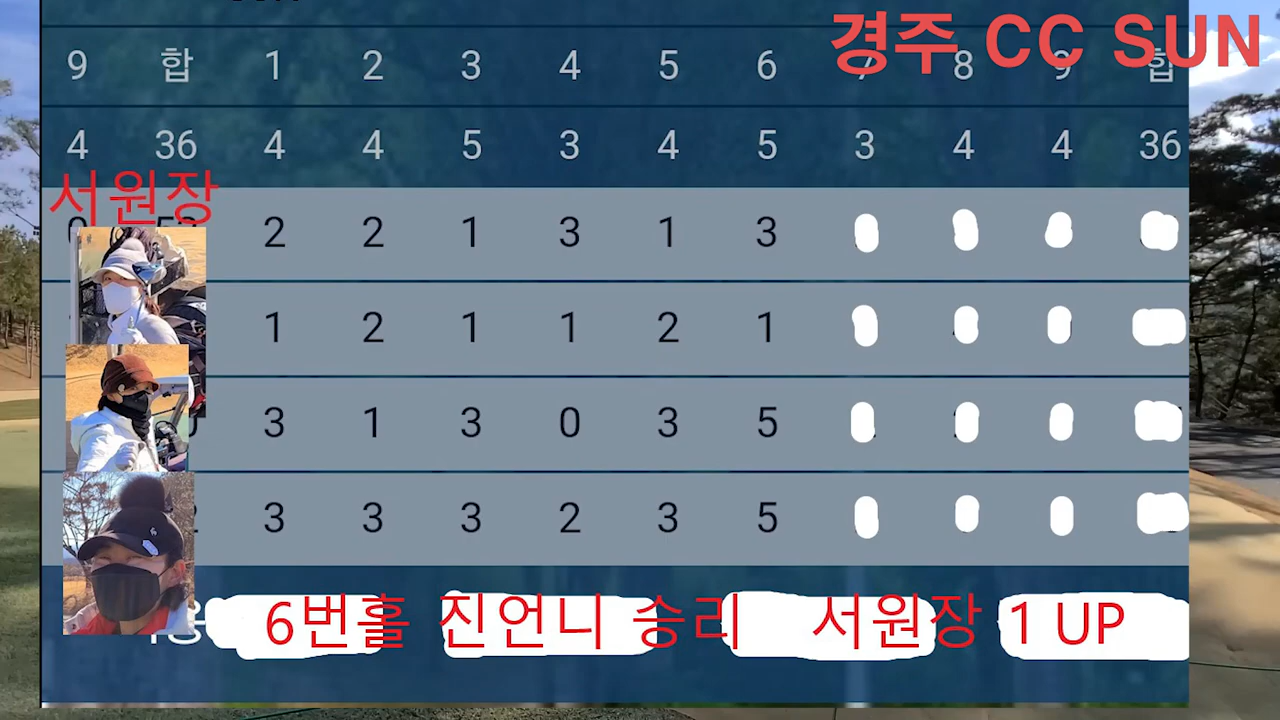 경주 CC SUN
9 합 1 2 3 4 5 6 7 8 9 합
4 36 4 4 5 3 4 5 3 4 4 36
서원장
2 2 1 3 1 3
1 2 1 1 2 1
3 1 3 0 3 5
3 3 3 2 3 5
6번홀 진언니 승리 서원장 1 UP